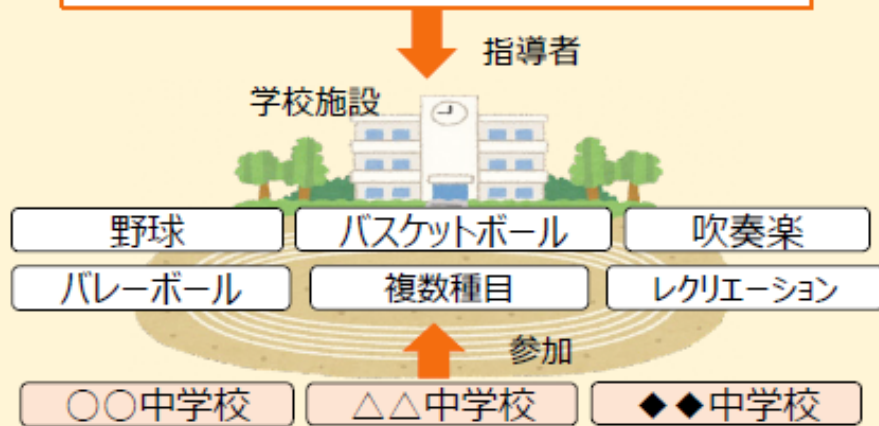 指導者
学校施設
野球 バスケットボール 吹奏楽
バレーボール 複数種目 レクリエーション
参加
○○中学校 △△中学校 ◆◆中学校